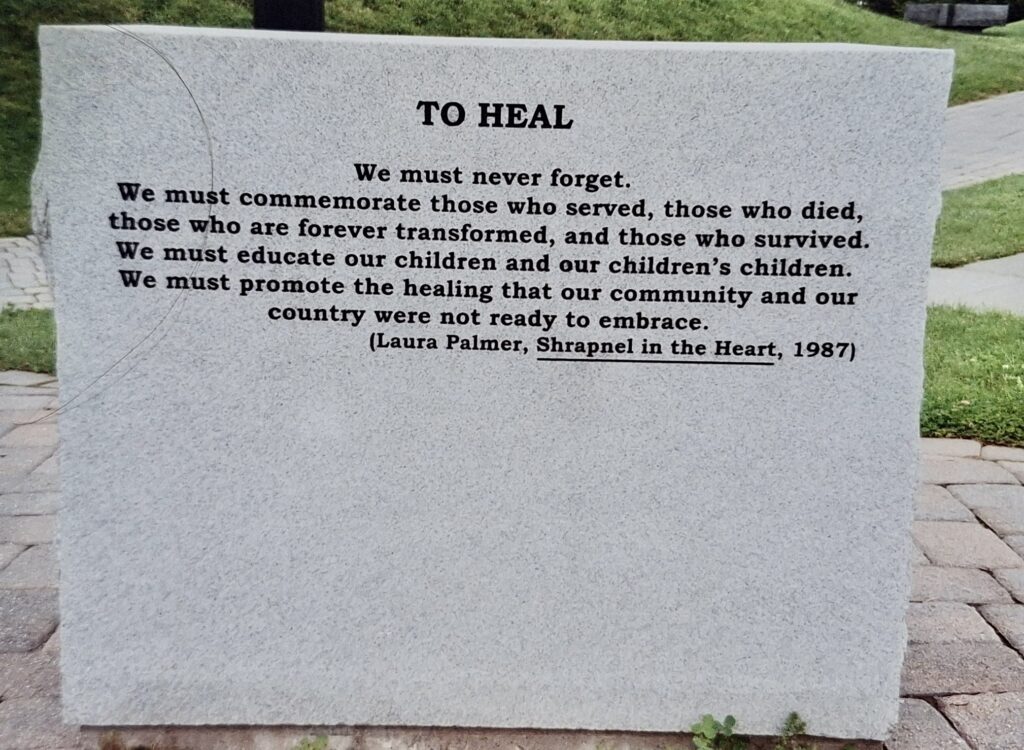 TO HEAL
We must never forget.
We must commemorate those who served, those who died,
those who are forever transformed, and those who survived.
We must educate our children and our children's children.
We must promote the healing that our community and our
country were not ready to embrace.
(Laura Palmer, Shrapnel in the Heart, 1987)